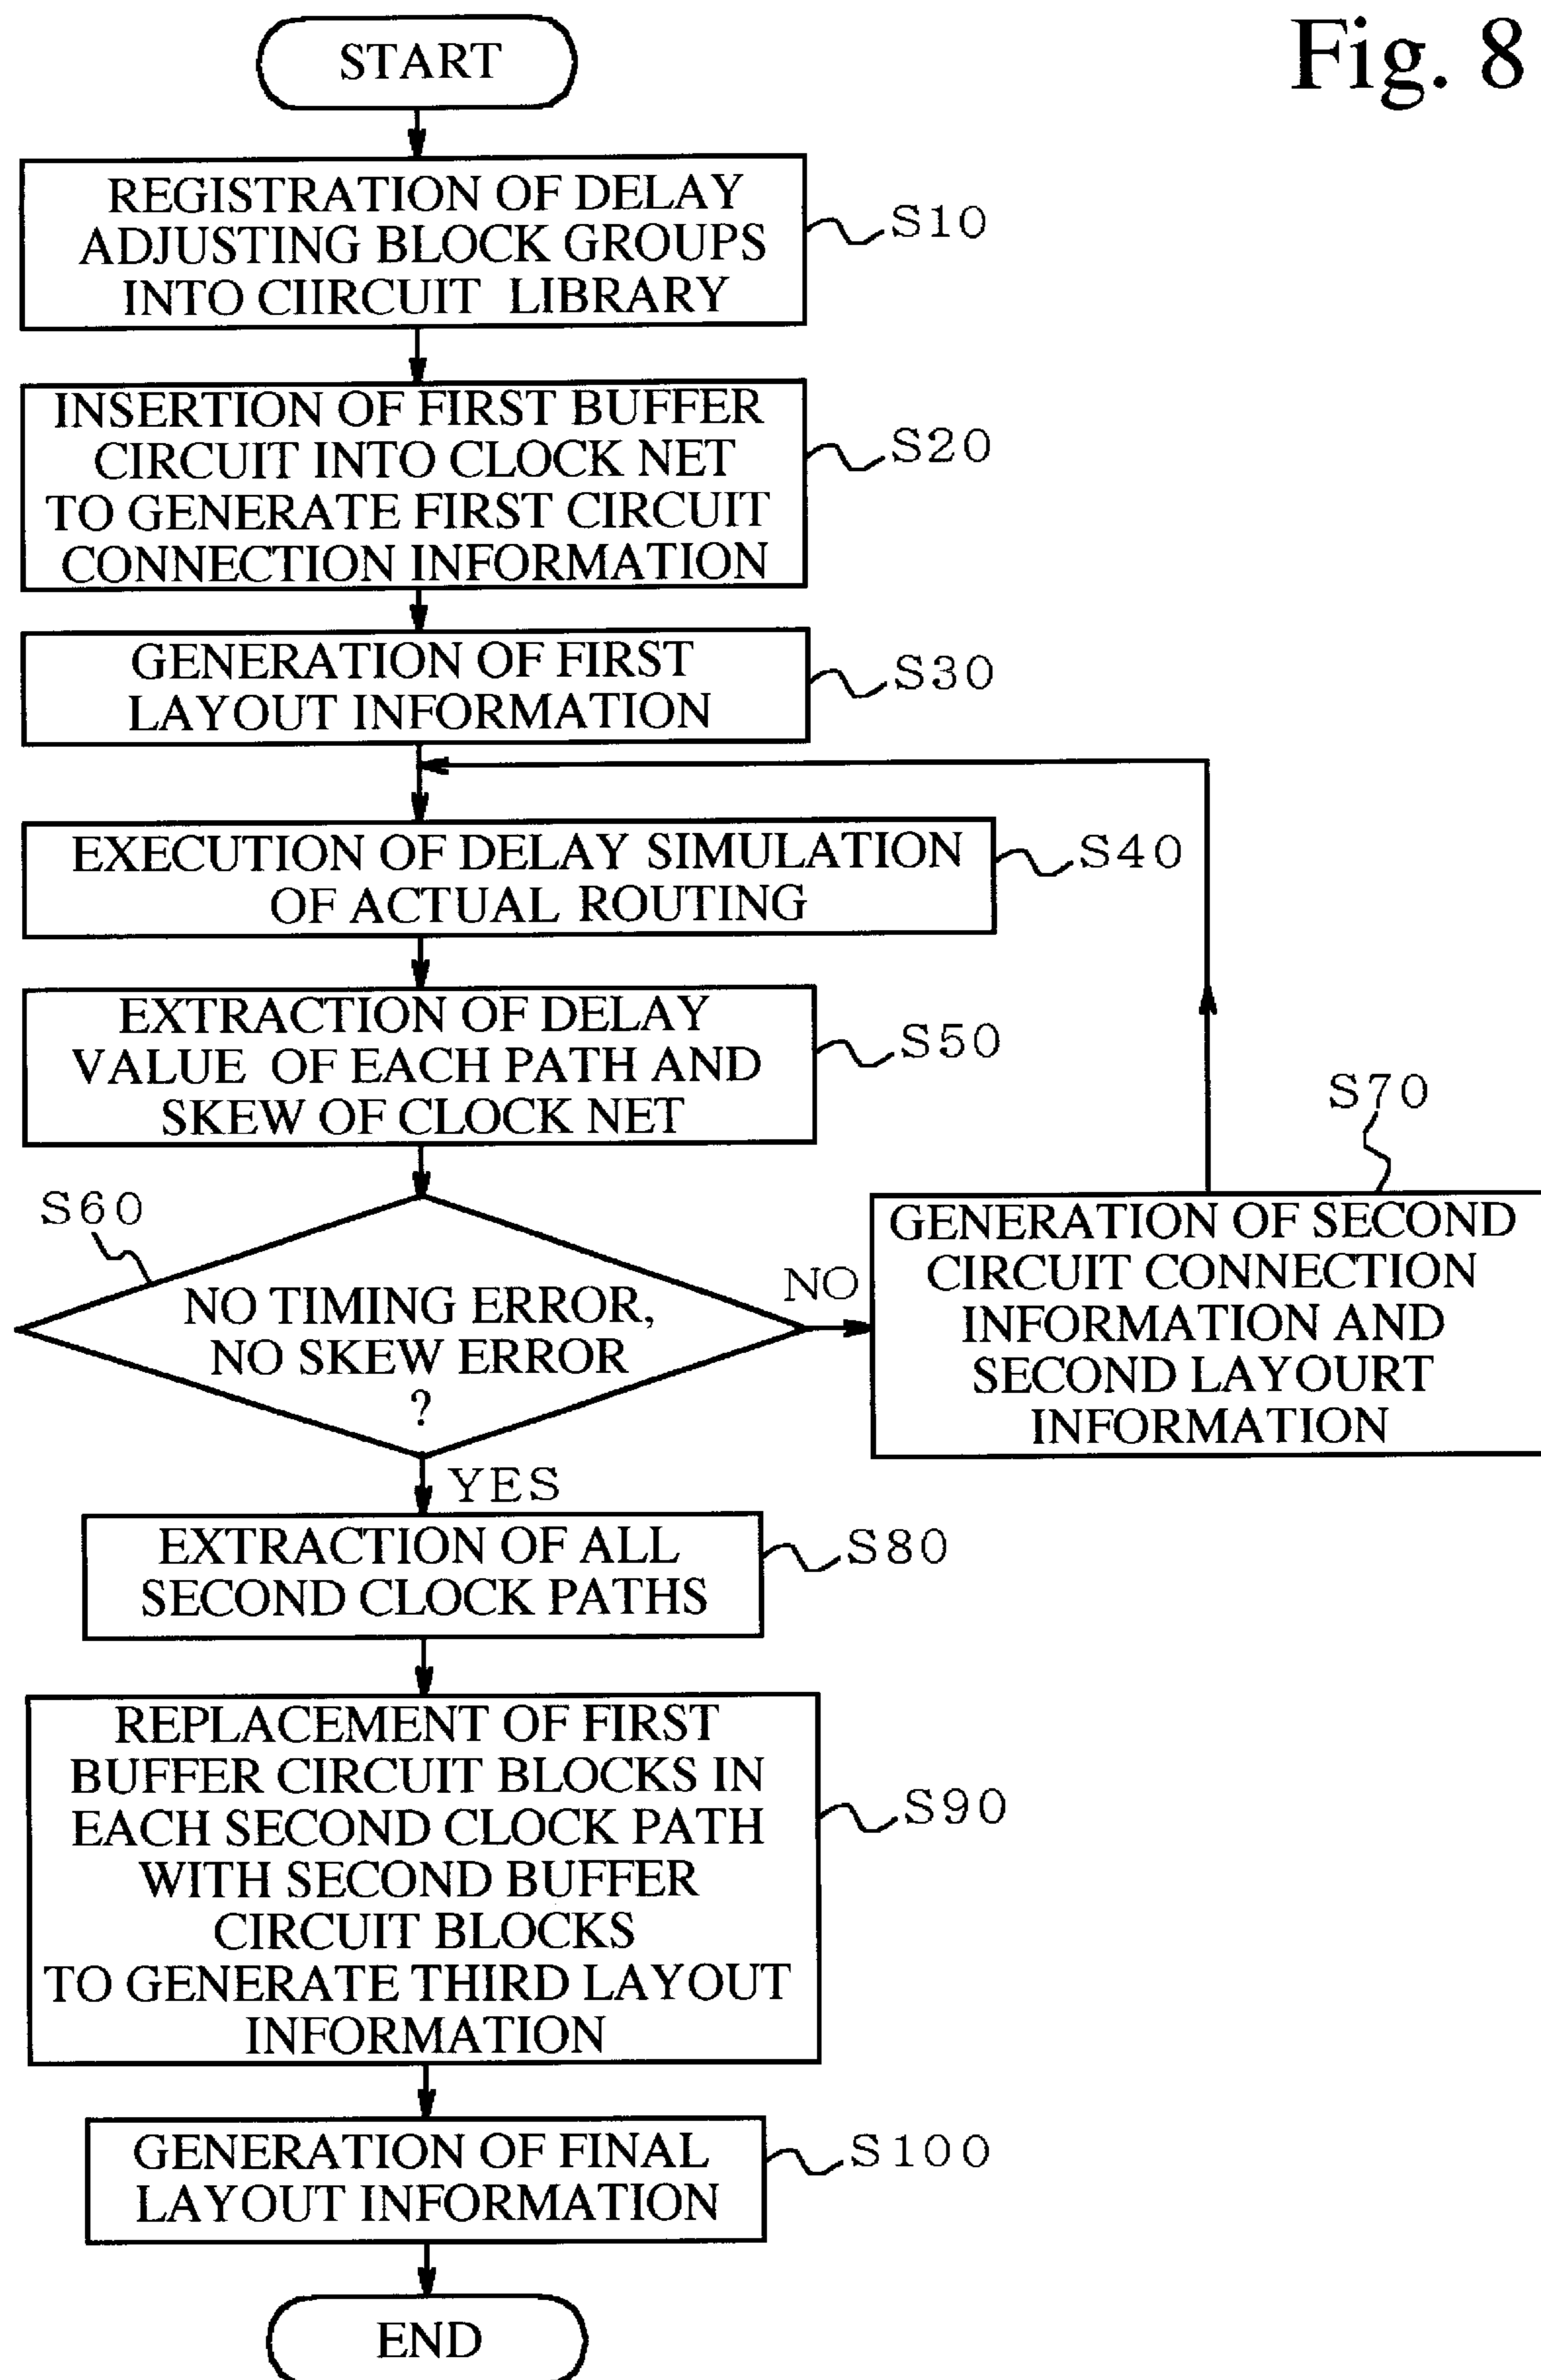 Fig. 8
START
REGISTRATION OF DELAY
ADJUSTING BLOCK GROUPS
INTO CIIRCUIT LIBRARY
S10
INSERTION OF FIRST BUFFER
CIRCUIT INTO CLOCK NET
TO GENERATE FIRST CIRCUIT
CONNECTION INFORMATION
S20
GENERATION OF FIRST
LAYOUT INFORMATION
S30
EXECUTION OF DELAY SIMULATION
OF ACTUAL ROUTING
S40
EXTRACTION OF DELAY
VALUE OF EACH PATH AND
SKEW OF CLOCK NET
S50
S60
NO TIMING ERROR,
NO SKEW ERROR
?
NO
S70
GENERATION OF SECOND
CIRCUIT CONNECTION
INFORMATION AND
SECOND LAYOURT
INFORMATION
YES
EXTRACTION OF ALL
SECOND CLOCK PATHS
S80
REPLACEMENT OF FIRST
BUFFER CIRCUIT BLOCKS IN
EACH SECOND CLOCK PATH
WITH SECOND BUFFER
CIRCUIT BLOCKS
TO GENERATE THIRD LAYOUT
INFORMATION
S90
GENERATION OF FINAL
LAYOUT INFORMATION
S100
END